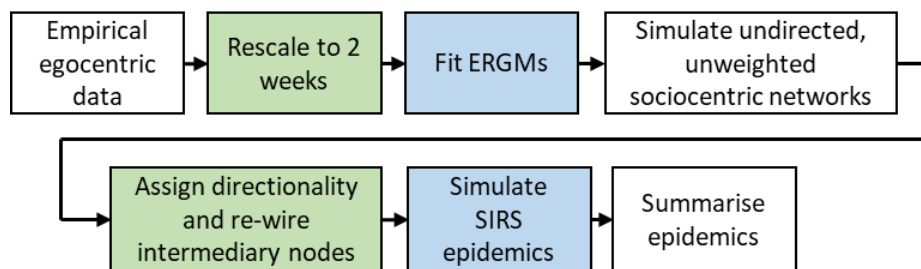 Empirical
egocentric
data
Rescale to 2
weeks
Fit ERGMs
Simulate undirected,
unweighted
sociocentric networks
Assign directionality
and re-wire
intermediary nodes
Simulate
SIRS
epidemics
Summarise
epidemics